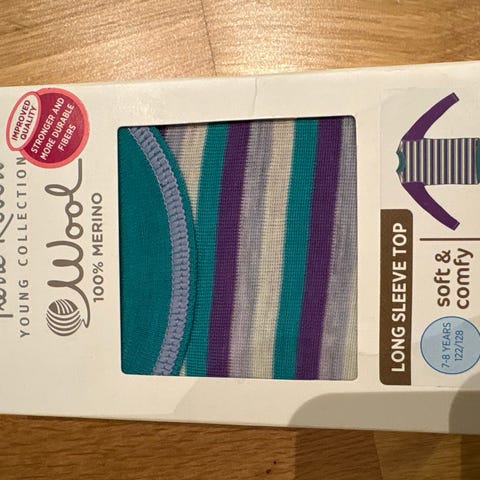 YOUNG COLLECTION
Wool
100% MERINO
IMPROVED
QUALITY
STRONGER AND
MORE DURABLE
FIBERS
LONG SLEEVE TOP
soft &
comfy
7-8 YEARS
122/128